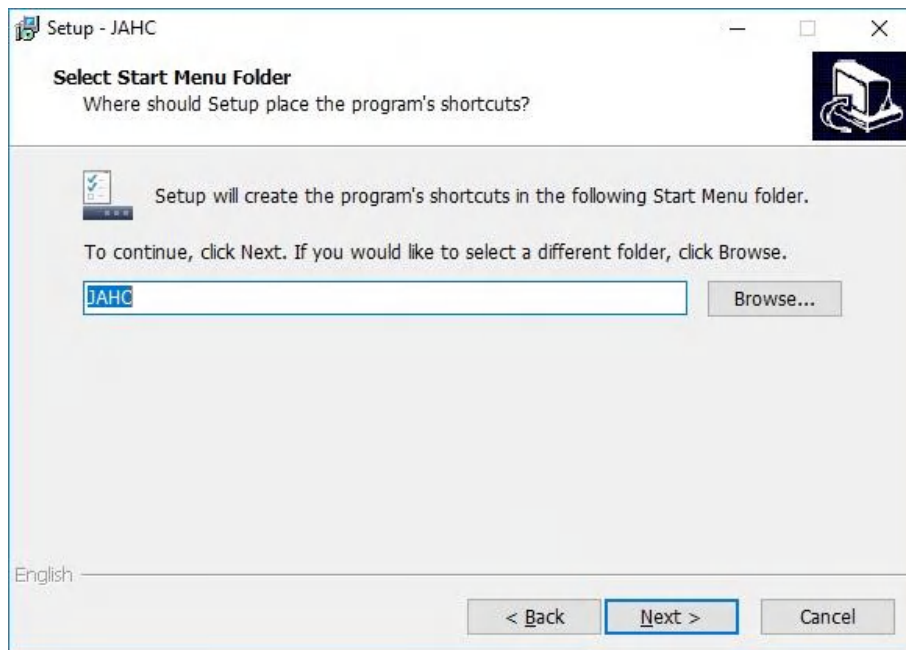 Setup - JAHC
Select Start Menu Folder
Where should Setup place the program's shortcuts?
Setup will create the program's shortcuts in the following Start Menu folder.
To continue, click Next. If you would like to select a different folder, click Browse.
JAHC
Browse...
English
< Back
Next >
Cancel